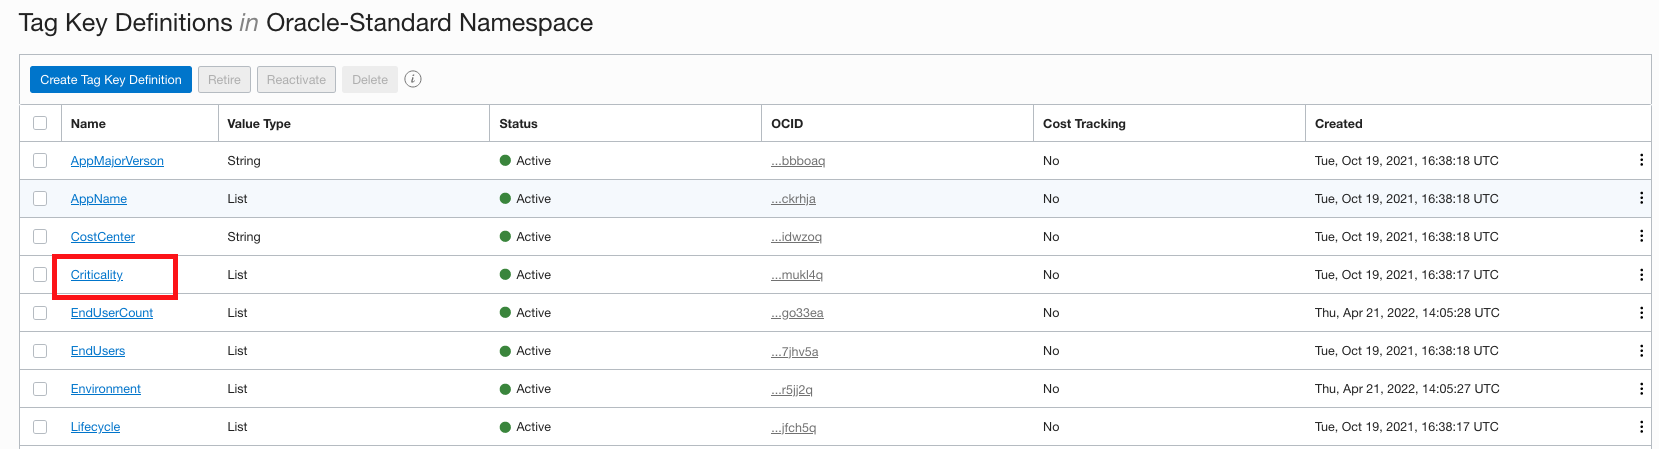 Tag Key Definitions in Oracle-Standard Namespace
Create Tag Key Definition Retire Reactivate Delete i
Name Value Type Status OCID Cost Tracking Created
AppMajorVerson String Active ...bbboaq No Tue, Oct 19, 2021, 16:38:18 UTC
AppName List Active ...ckrhja No Tue, Oct 19, 2021, 16:38:18 UTC
CostCenter String Active ...idwzoq No Tue, Oct 19, 2021, 16:38:18 UTC
Criticality List Active ...mukl4q No Tue, Oct 19, 2021, 16:38:17 UTC
EndUserCount List Active ...go33ea No Thu, Apr 21, 2022, 14:05:28 UTC
EndUsers List Active ...7jhv5a No Tue, Oct 19, 2021, 16:38:18 UTC
Environment List Active ...r5jj2q No Thu, Apr 21, 2022, 14:05:27 UTC
Lifecycle List Active ...jfch5q No Tue, Oct 19, 2021, 16:38:17 UTC